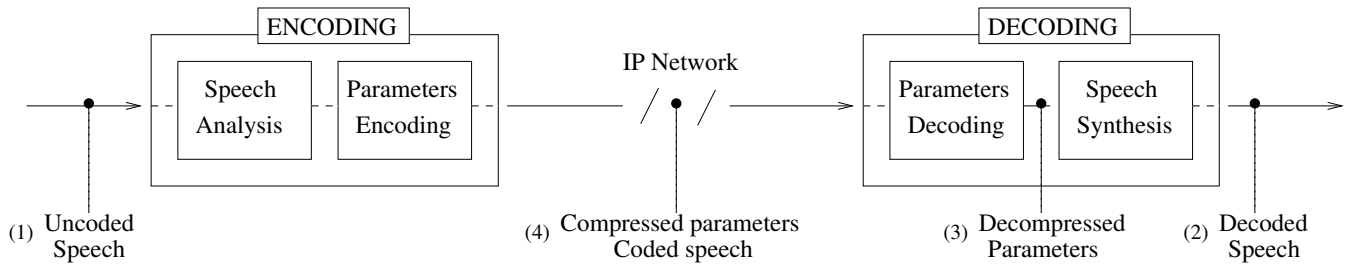 ENCODING
DECODING
IP Network
Speech
Analysis
Parameters
Encoding
Parameters
Decoding
Speech
Synthesis
(1) Uncoded
Speech
(4) Compressed parameters
Coded speech
(3) Decompressed
Parameters
(2) Decoded
Speech